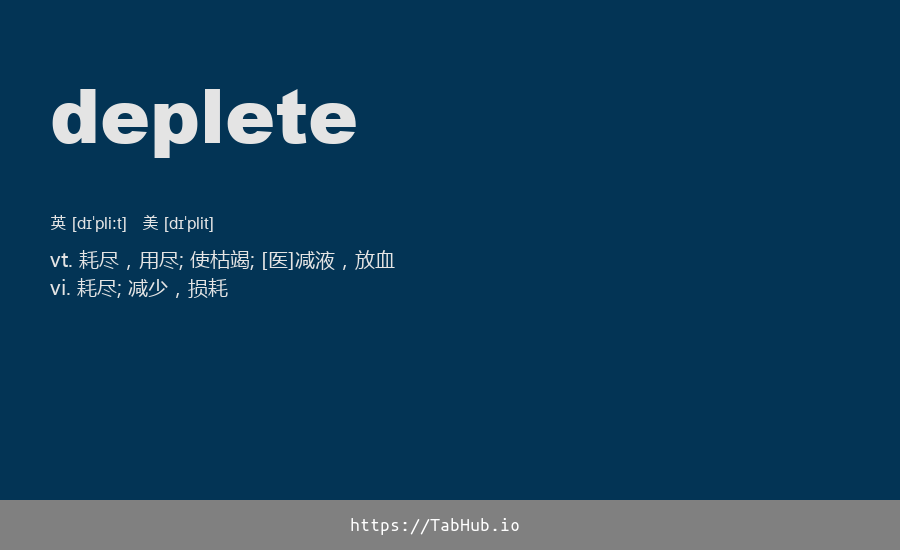 deplete
英 [dɪˈpliːt] 美 [dɪˈplit]
vt. 耗尽，用尽; 使枯竭; [医]减液，放血
vi. 耗尽; 减少，损耗
https://TabHub.io